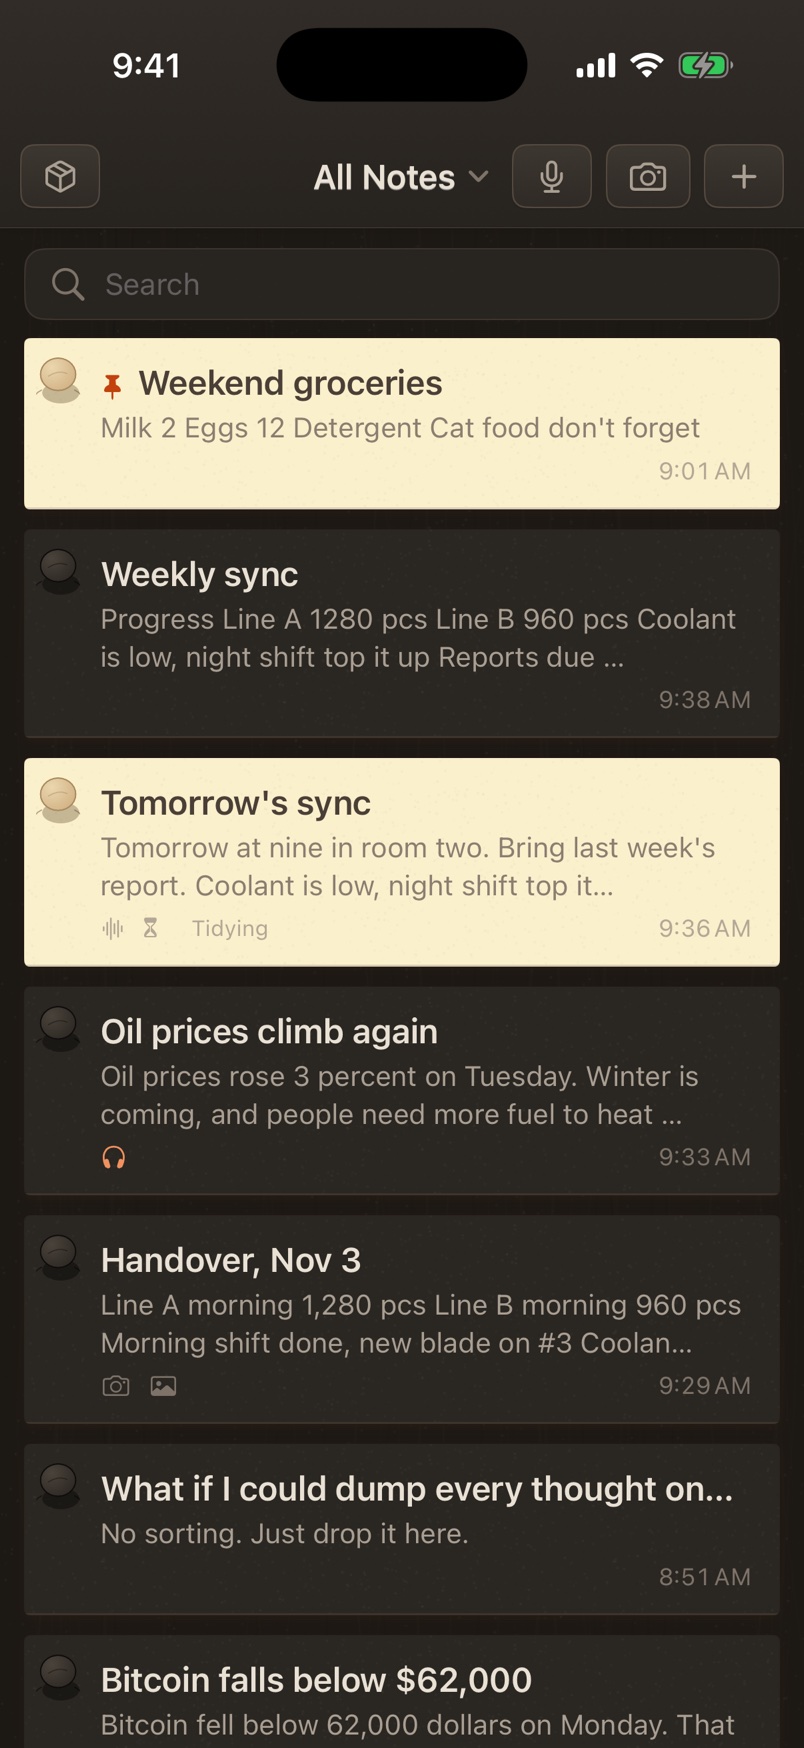 9:41
All Notes
Search
Weekend groceries
Milk 2 Eggs 12 Detergent Cat food don't forget
9:01 AM
Weekly sync
Progress Line A 1280 pcs Line B 960 pcs Coolant
is low, night shift top it up Reports due ...
9:38 AM
Tomorrow's sync
Tomorrow at nine in room two. Bring last week's
report. Coolant is low, night shift top it...
Tidying 9:36 AM
Oil prices climb again
Oil prices rose 3 percent on Tuesday. Winter is
coming, and people need more fuel to heat ...
9:33 AM
Handover, Nov 3
Line A morning 1,280 pcs Line B morning 960 pcs
Morning shift done, new blade on #3 Coolan...
9:29 AM
What if I could dump every thought on...
No sorting. Just drop it here.
8:51 AM
Bitcoin falls below $62,000
Bitcoin fell below 62,000 dollars on Monday. That